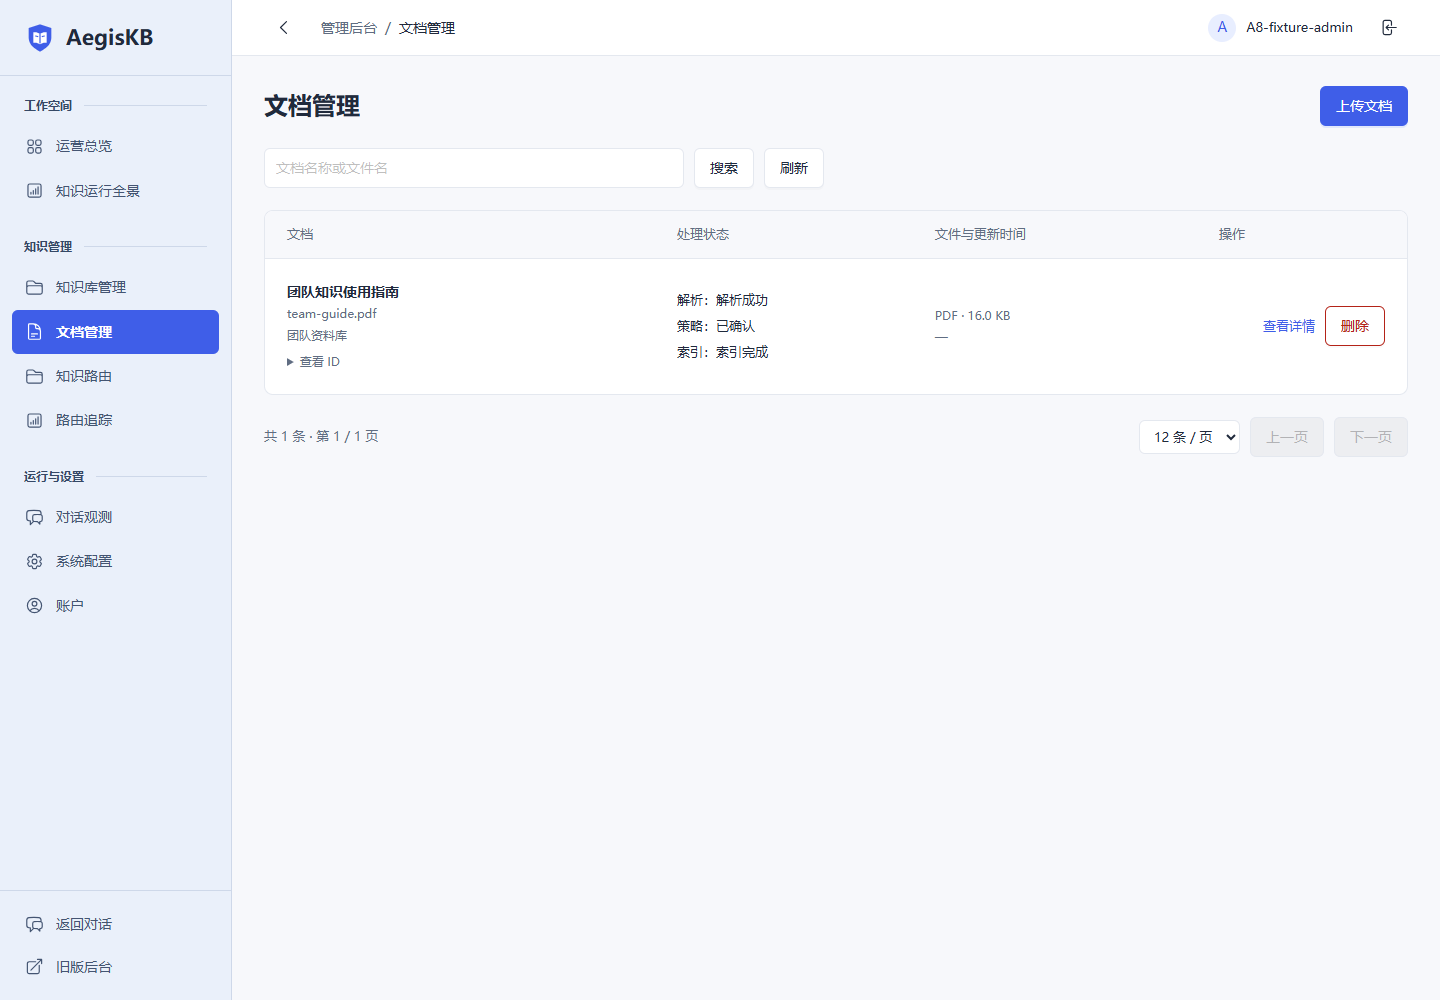 AegisKB
工作空间
运营总览
知识运行全景
知识管理
知识库管理
文档管理
知识路由
路由追踪
运行与设置
对话观测
系统配置
账户
返回对话
旧版后台
管理后台 / 文档管理
A A8-fixture-admin
文档管理
上传文档
文档名称或文件名 搜索 刷新
文档 处理状态 文件与更新时间 操作
团队知识使用指南
team-guide.pdf
团队资料库
查看 ID
解析：解析成功
策略：已确认
索引：索引完成
PDF · 16.0 KB
—
查看详情 删除
共 1 条 · 第 1 / 1 页
12 条 / 页 上一页 下一页